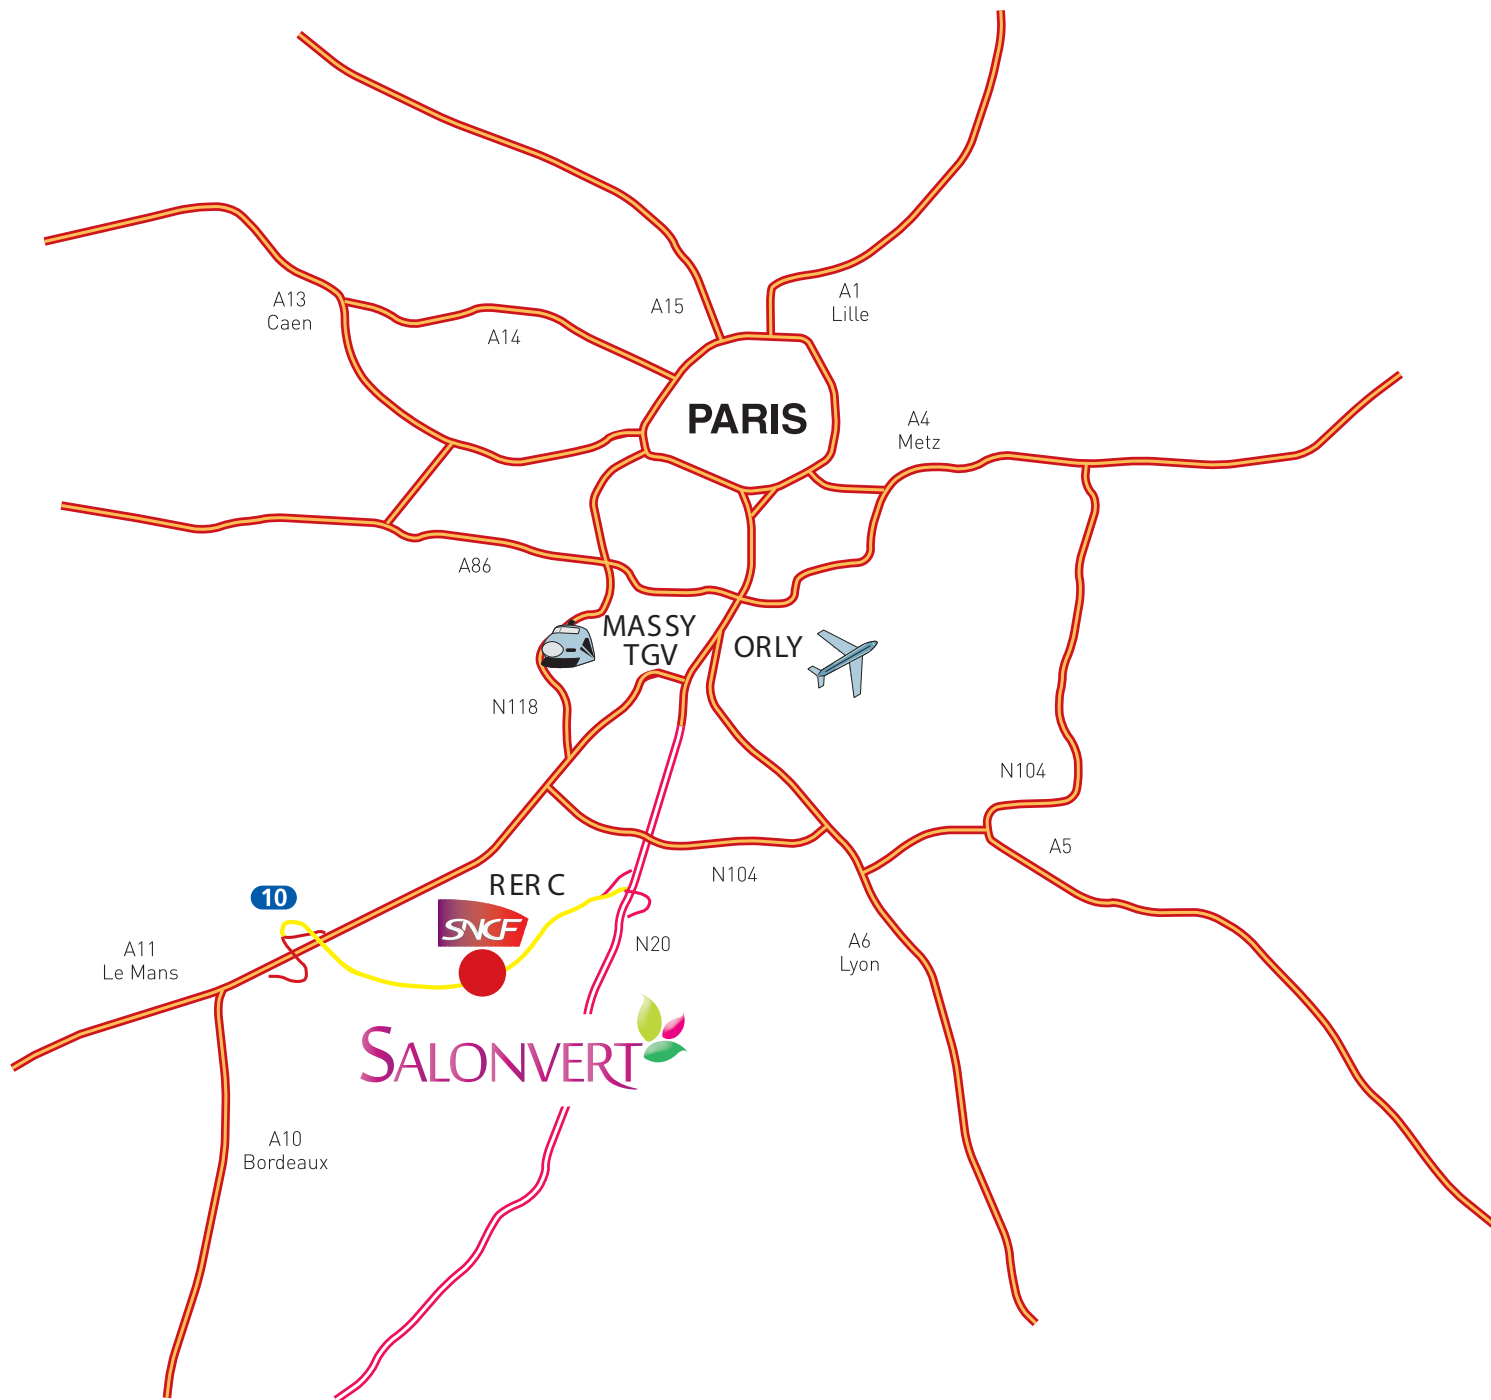 A15
A1
Lille
A13
Caen
A14
PARIS
A4
Metz
A86
MASSY
TGV
ORLY
N118
N104
A5
N104
RER C
10
SNCF
N20
A11
Le Mans
A6
Lyon
SALONVERT
A10
Bordeaux